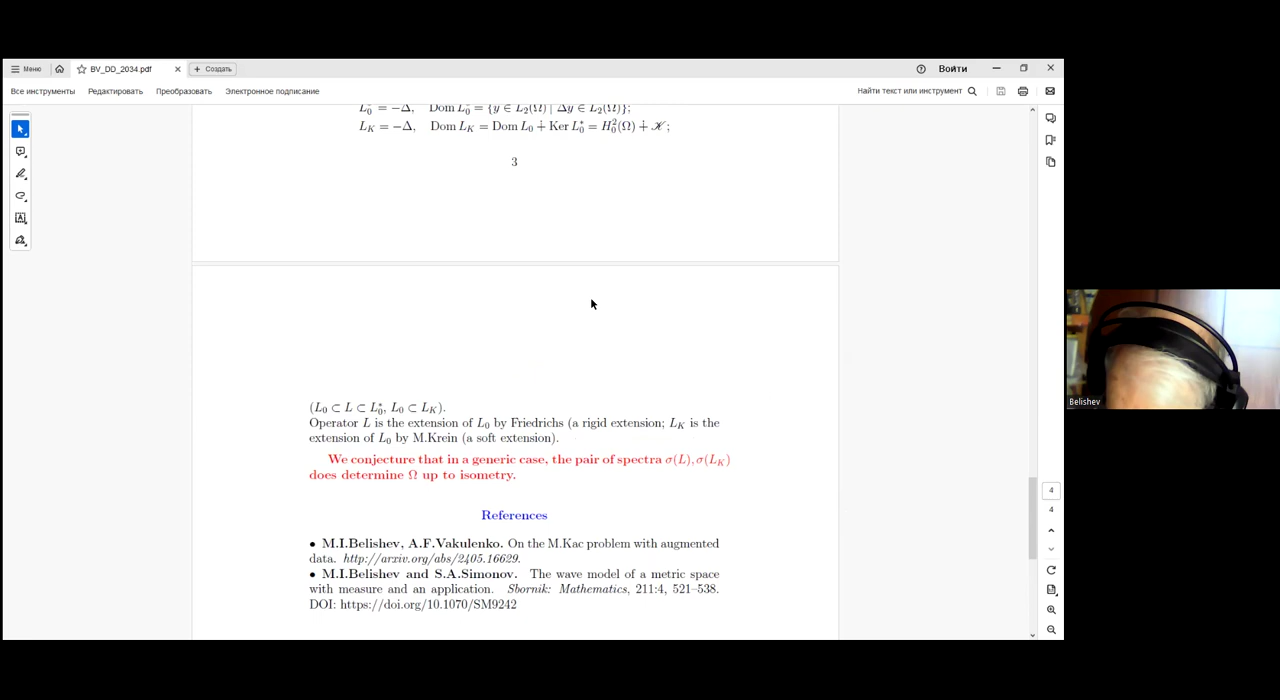 Меню
BV_DD_2034.pdf
Создать
Войти
Все инструменты
Преобразовать
Редактировать
Электронное подписание
Найти текст или инструмент
L₀* = −Δ, Dom L₀* = {y ∈ L₂(Ω) | Δy ∈ L₂(Ω)};
L_K = −Δ, Dom L_K = Dom L₀ ∔ Ker L₀* = H₀²(Ω) ∔ 𝒦;
3
(L₀ ⊂ L ⊂ L₀*, L₀ ⊂ L_K).
Operator L is the extension of L₀ by Friedrichs (a rigid extension; L_K is the
extension of L₀ by M.Krein (a soft extension).
We conjecture that in a generic case, the pair of spectra σ(L), σ(L_K)
does determine Ω up to isometry.
References
• M.I.Belishev, A.F.Vakulenko. On the M.Kac problem with augmented
data. http://arxiv.org/abs/2405.16629.
• M.I.Belishev and S.A.Simonov. The wave model of a metric space
with measure and an application. Sbornik: Mathematics, 211:4, 521–538.
DOI: https://doi.org/10.1070/SM9242
4
4
Belishev